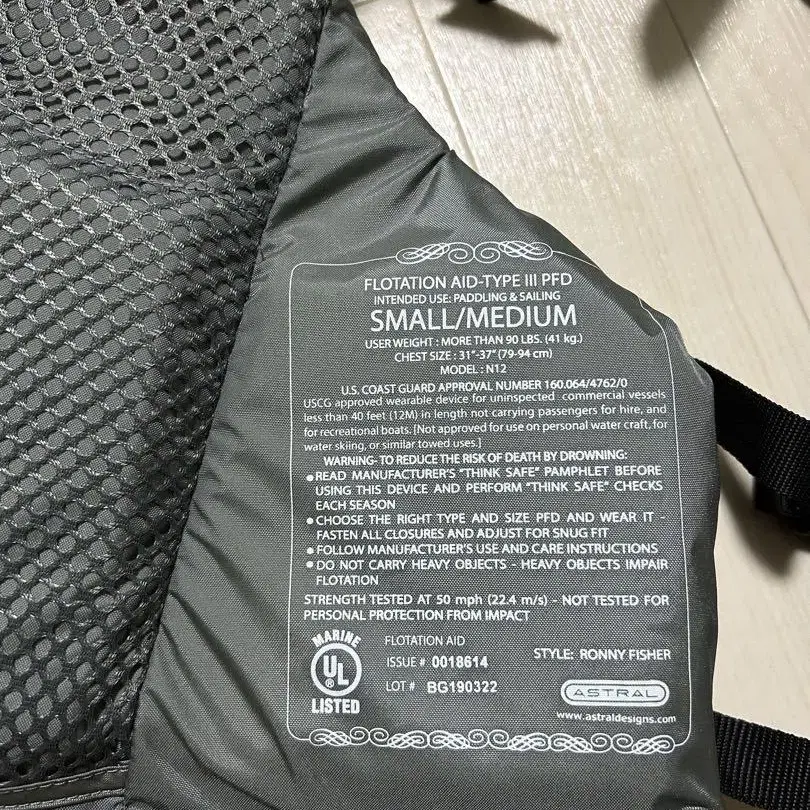 FLOTATION AID-TYPE III PFD
INTENDED USE: PADDLING & SAILING
SMALL/MEDIUM
USER WEIGHT : MORE THAN 90 LBS. (41 kg.)
CHEST SIZE : 31"-37" (79-94 cm)
MODEL : N12
U.S. COAST GUARD APPROVAL NUMBER 160.064/4762/0
USCG approved wearable device for uninspected commercial vessels
less than 40 feet (12M) in length not carrying passengers for hire, and
for recreational boats. [Not approved for use on personal water craft, for
water skiing, or similar towed uses.]
WARNING- TO REDUCE THE RISK OF DEATH BY DROWNING:
•READ MANUFACTURER'S "THINK SAFE" PAMPHLET BEFORE
USING THIS DEVICE AND PERFORM "THINK SAFE" CHECKS
EACH SEASON
•CHOOSE THE RIGHT TYPE AND SIZE PFD AND WEAR IT -
FASTEN ALL CLOSURES AND ADJUST FOR SNUG FIT
•FOLLOW MANUFACTURER'S USE AND CARE INSTRUCTIONS
•DO NOT CARRY HEAVY OBJECTS - HEAVY OBJECTS IMPAIR
FLOTATION
STRENGTH TESTED AT 50 mph (22.4 m/s) - NOT TESTED FOR
PERSONAL PROTECTION FROM IMPACT
MARINE
UL®
LISTED
FLOTATION AID
ISSUE # 0018614
LOT # BG190322
STYLE: RONNY FISHER
ASTRAL
www.astraldesigns.com